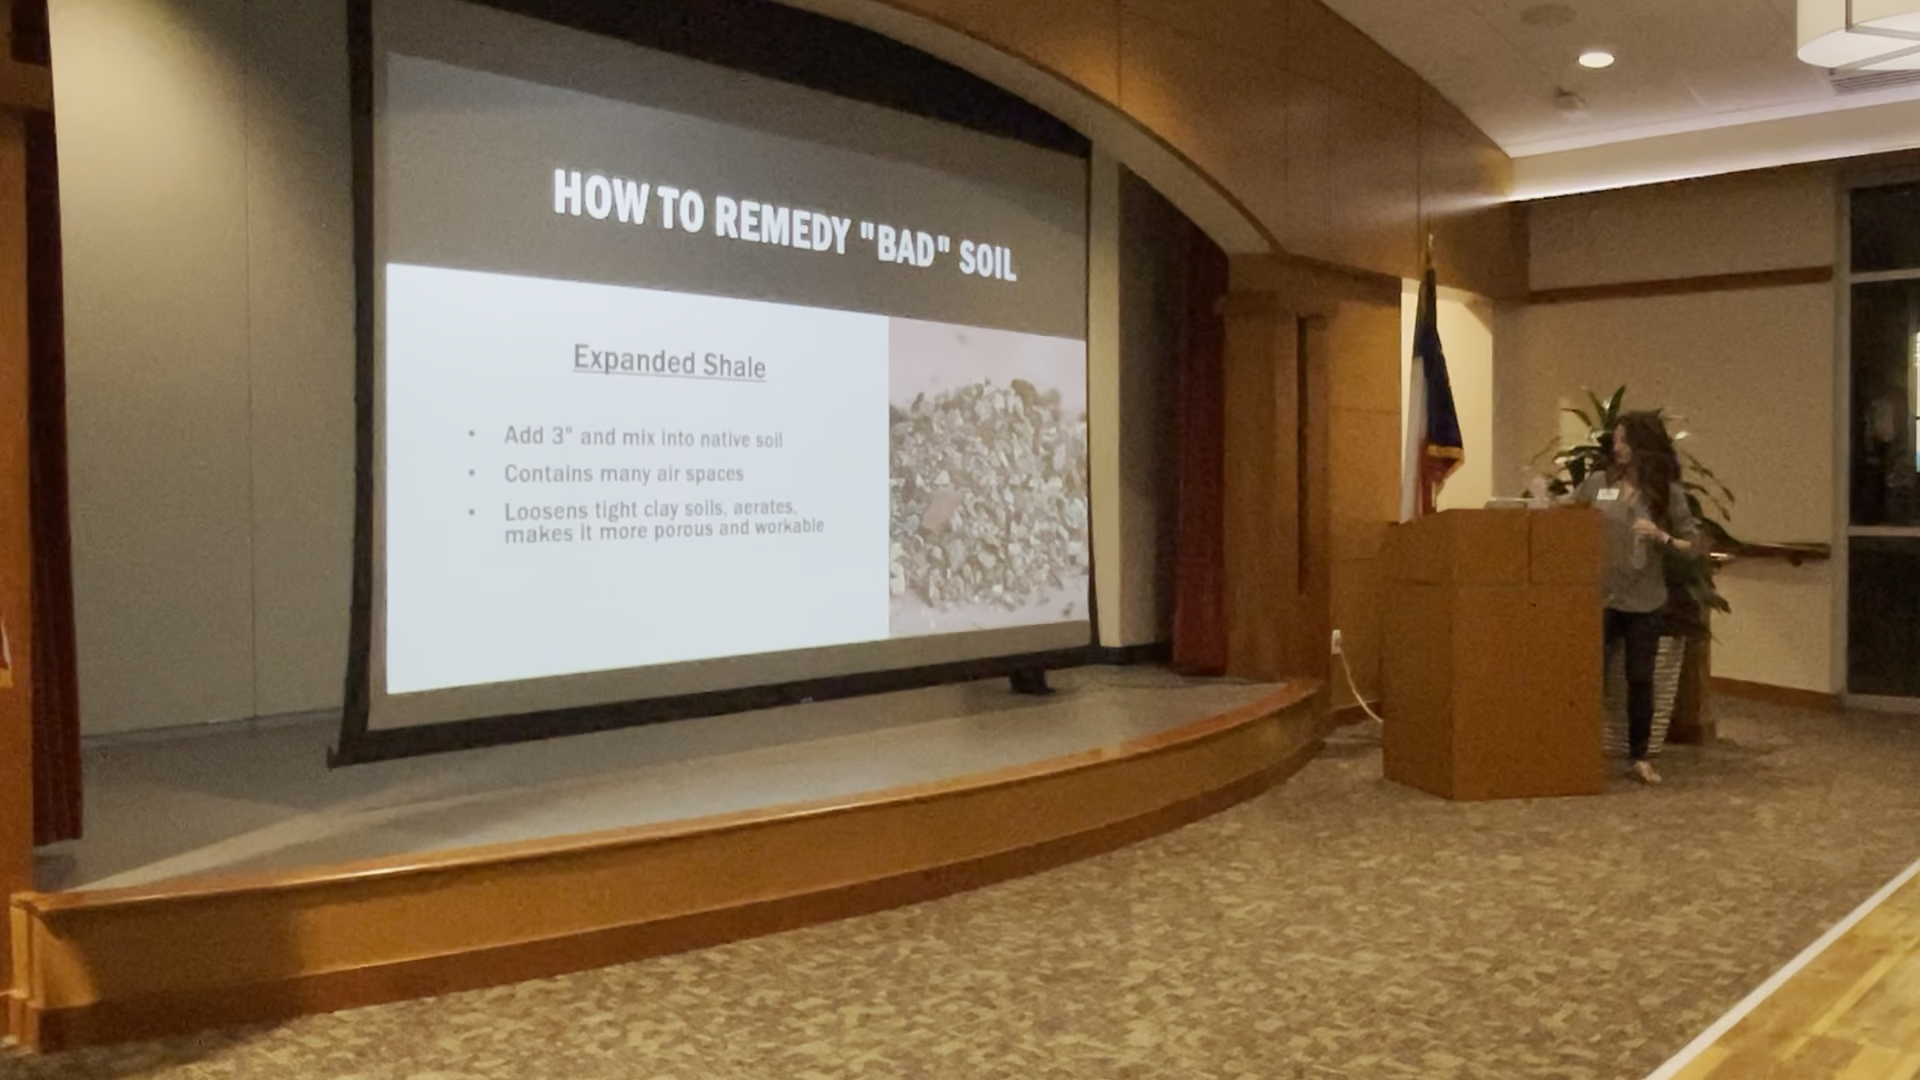 HOW TO REMEDY "BAD" SOIL
Expanded Shale
• Add 3" and mix into native soil
• Contains many air spaces
• Loosens tight clay soils, aerates,
makes it more porous and workable